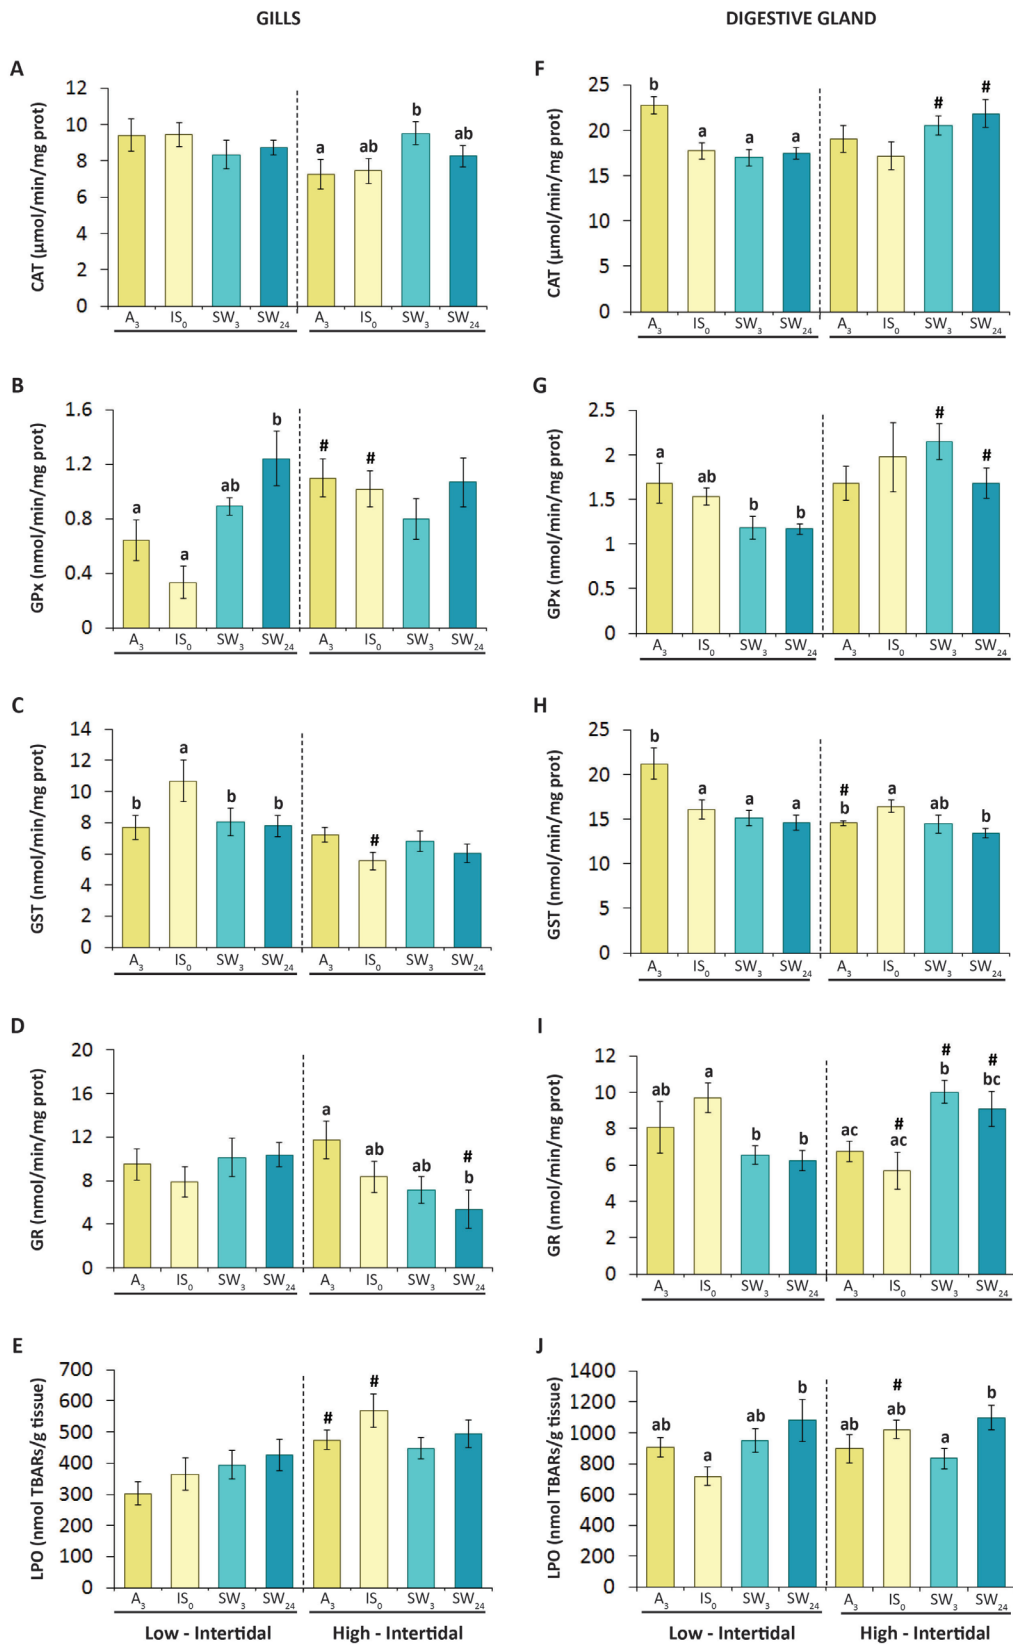 GILLS
DIGESTIVE GLAND
A
CAT (µmol/min/mg prot)
12
10
8
6
4
2
0
b
a ab ab
A3 IS0 SW3 SW24 A3 IS0 SW3 SW24
F
CAT (µmol/min/mg prot)
25
20
15
10
5
0
b a a a # #
A3 IS0 SW3 SW24 A3 IS0 SW3 SW24
B
GPx (nmol/min/mg prot)
1.6
1.2
0.8
0.4
0
a a ab b # #
A3 IS0 SW3 SW24 A3 IS0 SW3 SW24
G
GPx (nmol/min/mg prot)
2.5
2
1.5
1
0.5
0
a ab b b # #
A3 IS0 SW3 SW24 A3 IS0 SW3 SW24
C
GST (nmol/min/mg prot)
14
12
10
8
6
4
2
0
b a b b #
A3 IS0 SW3 SW24 A3 IS0 SW3 SW24
H
GST (nmol/min/mg prot)
25
20
15
10
5
0
b a a a #
b a ab b
A3 IS0 SW3 SW24 A3 IS0 SW3 SW24
D
GR (nmol/min/mg prot)
20
16
12
8
4
0
a ab ab #
b
A3 IS0 SW3 SW24 A3 IS0 SW3 SW24
I
GR (nmol/min/mg prot)
12
10
8
6
4
2
0
# # #
ab a b b ac ac b bc
A3 IS0 SW3 SW24 A3 IS0 SW3 SW24
E
LPO (nmol TBARs/g tissue)
700
600
500
400
300
200
100
0
# #
A3 IS0 SW3 SW24 A3 IS0 SW3 SW24
Low - Intertidal High - Intertidal
J
LPO (nmol TBARs/g tissue)
1400
1200
1000
800
600
400
200
0
#
ab a ab b ab ab a b
A3 IS0 SW3 SW24 A3 IS0 SW3 SW24
Low - Intertidal High - Intertidal